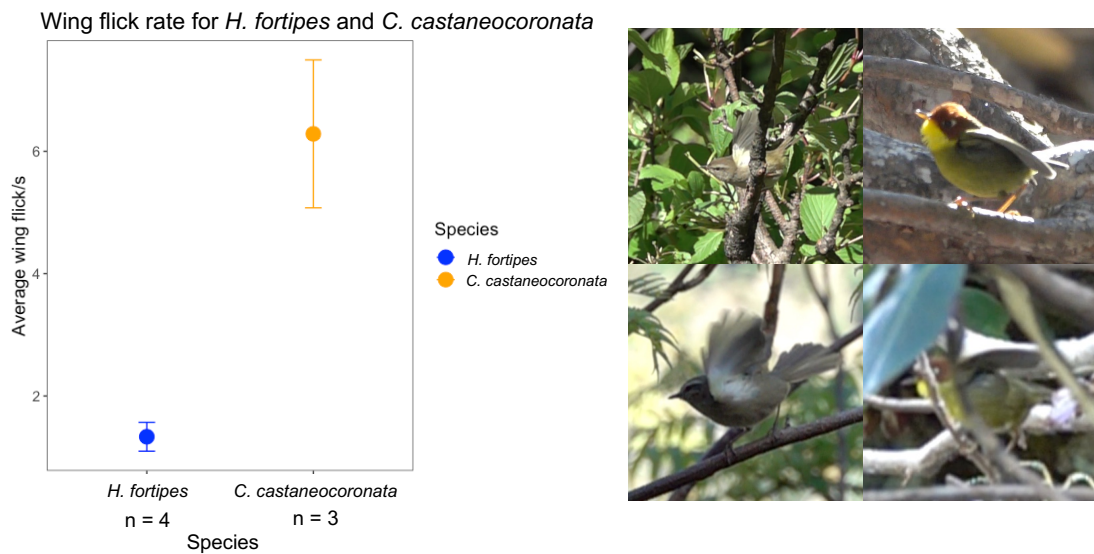 Wing flick rate for H. fortipes and C. castaneocoronata
Average wing flick/s
6
4
2
H. fortipes
C. castaneocoronata
n = 4
n = 3
Species
Species
H. fortipes
C. castaneocoronata